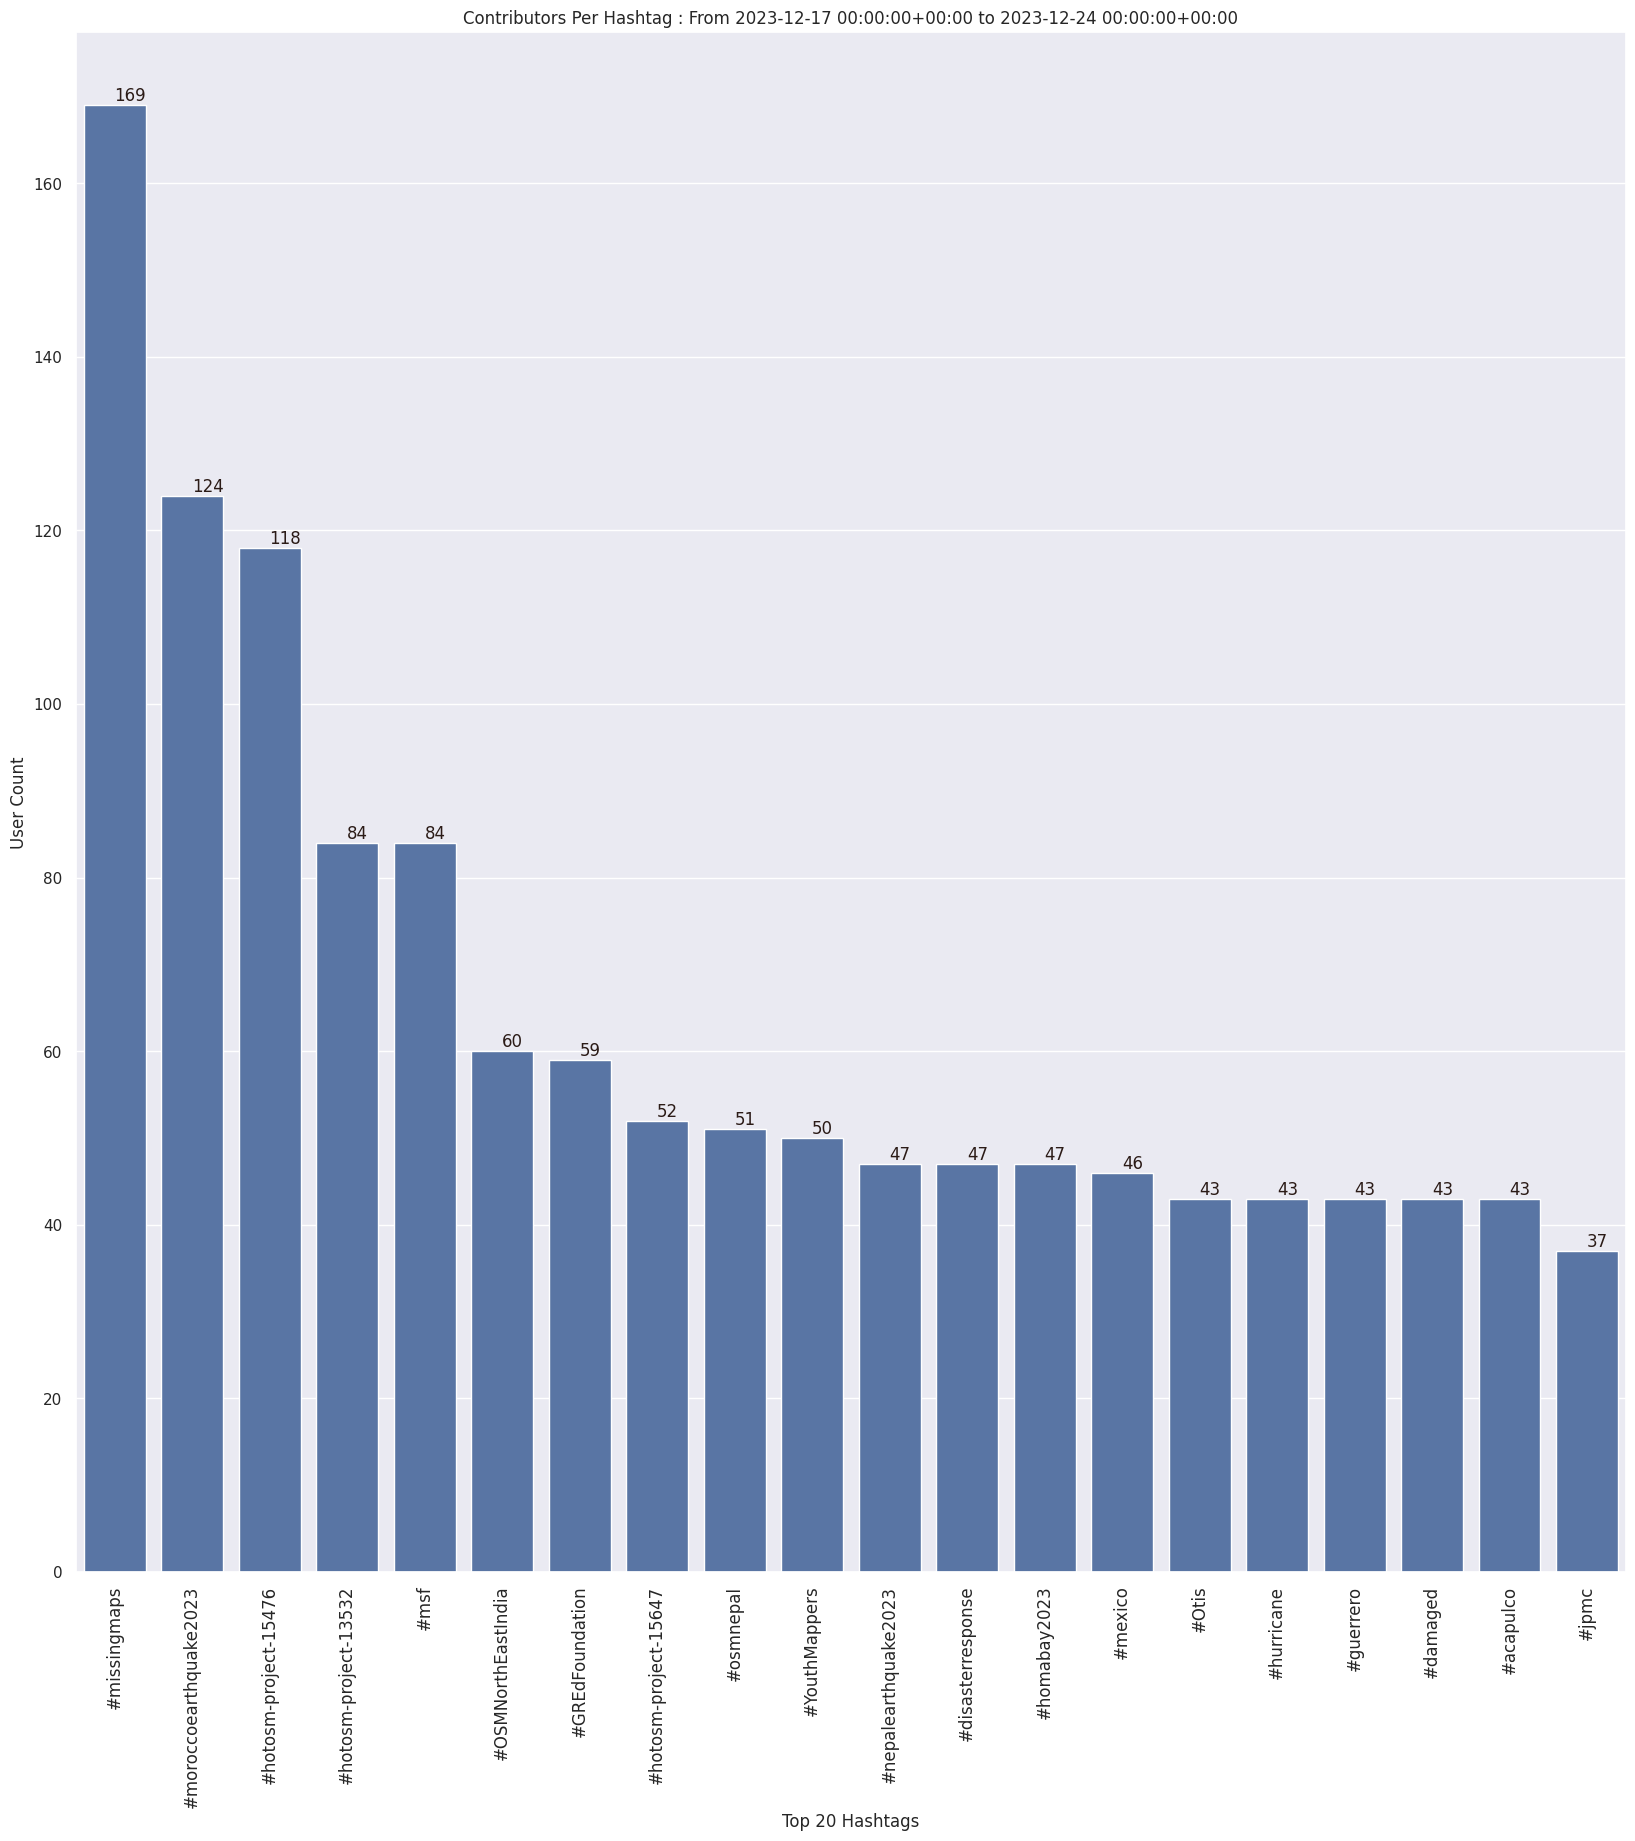 Contributors Per Hashtag : From 2023-12-17 00:00:00+00:00 to 2023-12-24 00:00:00+00:00
User Count
160
140
120
100
80
60
40
20
0
169
124
118
84
84
60
59
52
51
50
47
47
47
46
43
43
43
43
43
37
#missingmaps
#moroccoearthquake2023
#hotosm-project-15476
#hotosm-project-13532
#msf
#OSMNorthEastIndia
#GREdFoundation
#hotosm-project-15647
#osmnepal
#YouthMappers
#nepalearthquake2023
#disasterresponse
#homabay2023
#mexico
#Otis
#hurricane
#guerrero
#damaged
#acapulco
#jpmc
Top 20 Hashtags